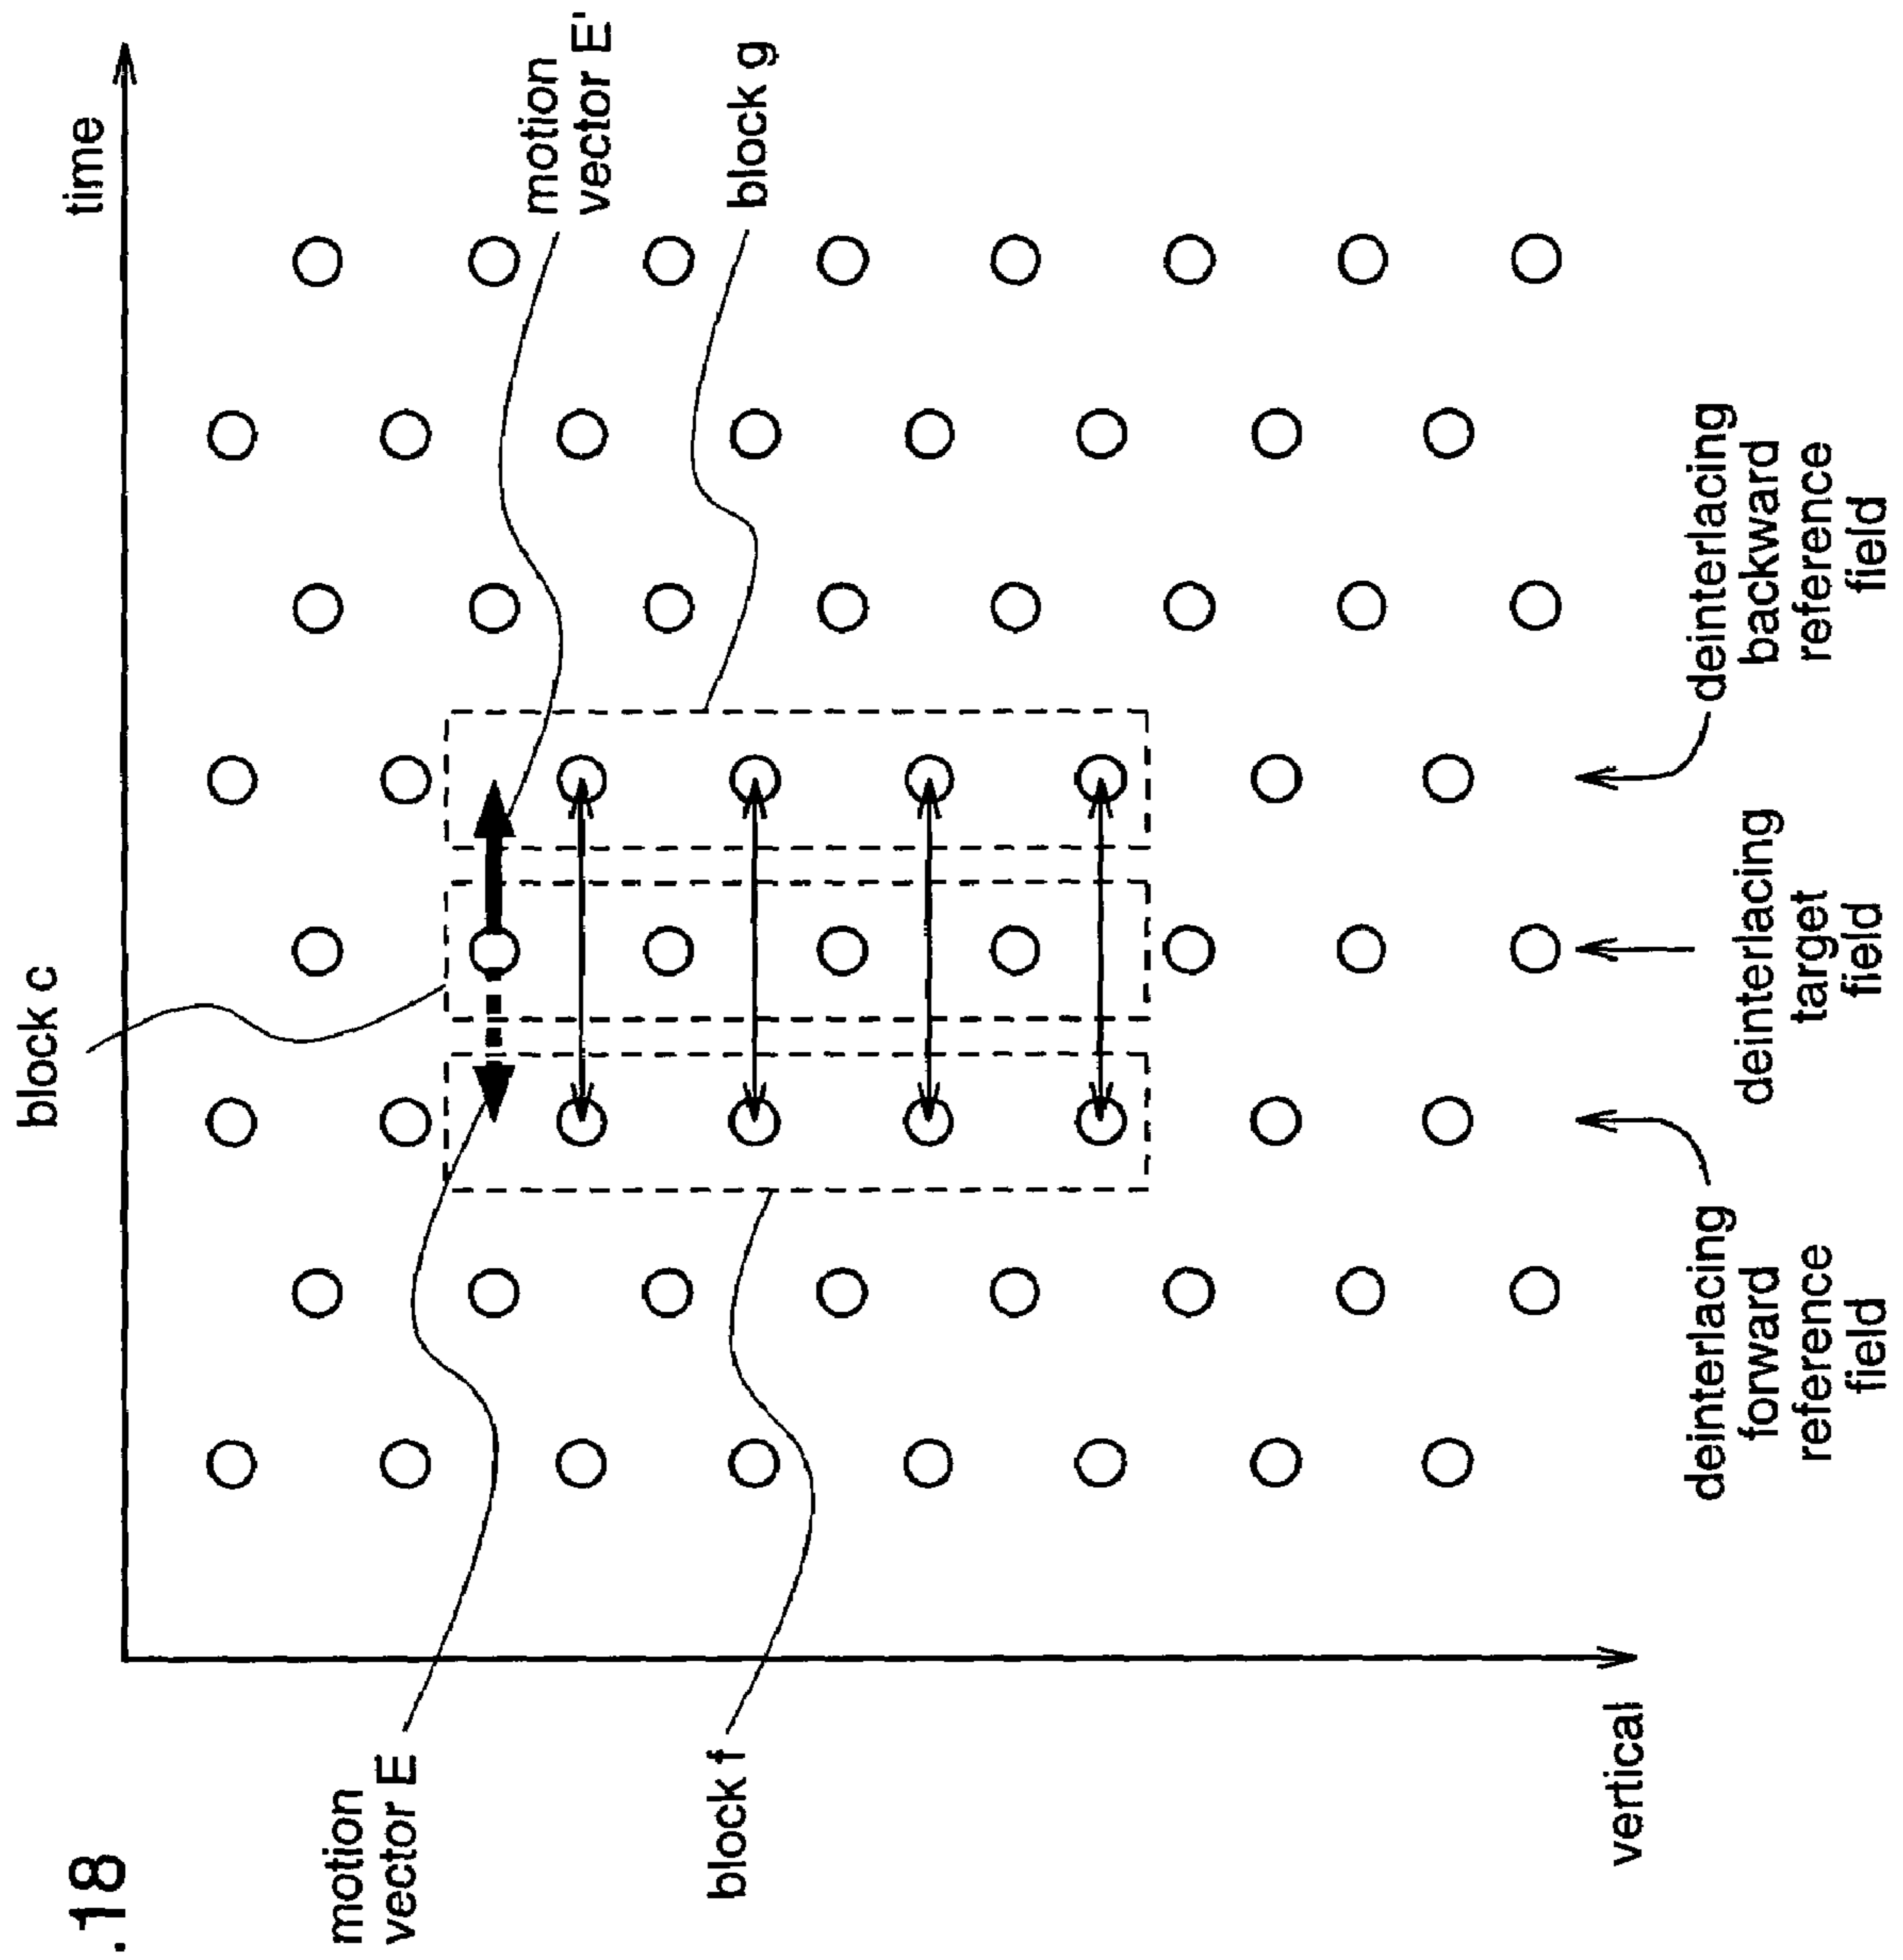 .18
block c
time
motion
vector E
motion
vector E'
block f
block g
vertical
deinterlacing
forward
reference
field
deinterlacing
target
field
deinterlacing
backward
reference
field